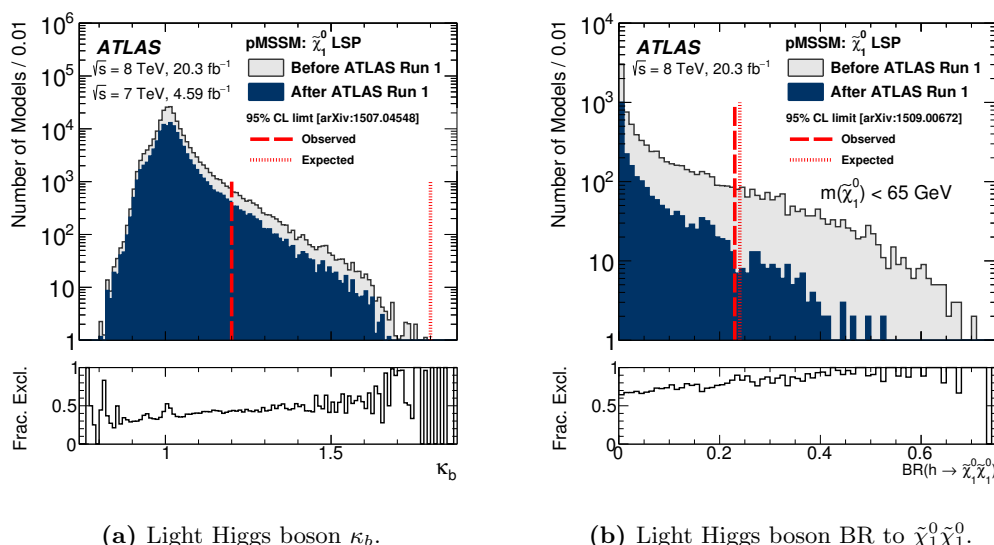 Number of Models / 0.01
10⁶
10⁵
10⁴
10³
10²
10
1
ATLAS
√s = 8 TeV, 20.3 fb⁻¹
√s = 7 TeV, 4.59 fb⁻¹
pMSSM: χ̃₁⁰ LSP
Before ATLAS Run 1
After ATLAS Run 1
95% CL limit [arXiv:1507.04548]
Observed
Expected
Frac. Excl.
1
0.5
0
1 1.5
κ_b
(a) Light Higgs boson κ_b.
Number of Models / 0.01
10⁴
10³
10²
10
1
ATLAS
√s = 8 TeV, 20.3 fb⁻¹
pMSSM: χ̃₁⁰ LSP
Before ATLAS Run 1
After ATLAS Run 1
95% CL limit [arXiv:1509.00672]
Observed
Expected
m(χ̃₁⁰) < 65 GeV
Frac. Excl.
1
0.5
0
0 0.2 0.4 0.6
BR(h → χ̃₁⁰χ̃₁⁰)
(b) Light Higgs boson BR to χ̃₁⁰χ̃₁⁰.